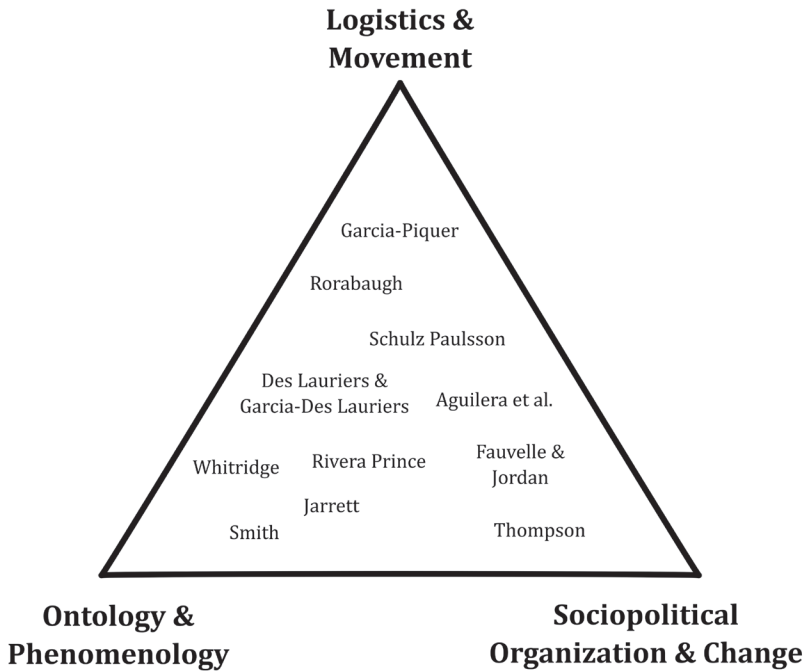 Logistics &
Movement
Garcia-Piquer
Rorabaugh
Schulz Paulsson
Des Lauriers &
Garcia-Des Lauriers
Aguilera et al.
Fauvelle &
Jordan
Whitridge
Rivera Prince
Jarrett
Smith
Thompson
Ontology &
Phenomenology
Sociopolitical
Organization & Change